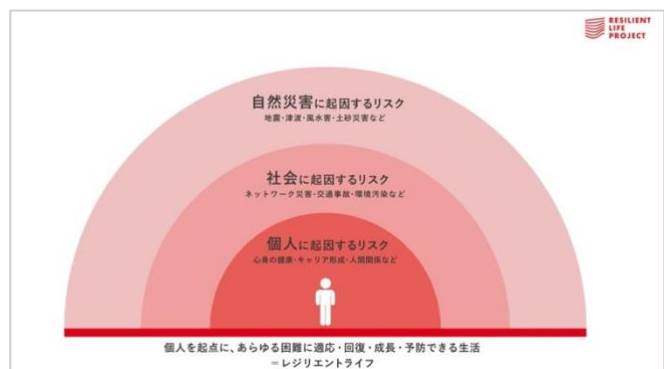 RESILIENT
LIFE
PROJECT
自然災害に起因するリスク
地震・津波・風水害・土砂災害など
社会に起因するリスク
ネットワーク災害・交通事故・環境汚染など
個人に起因するリスク
心身の健康・キャリア形成・人間関係など
個人を起点に、あらゆる困難に適応・回復・成長・予防できる生活
＝レジリエントライフ